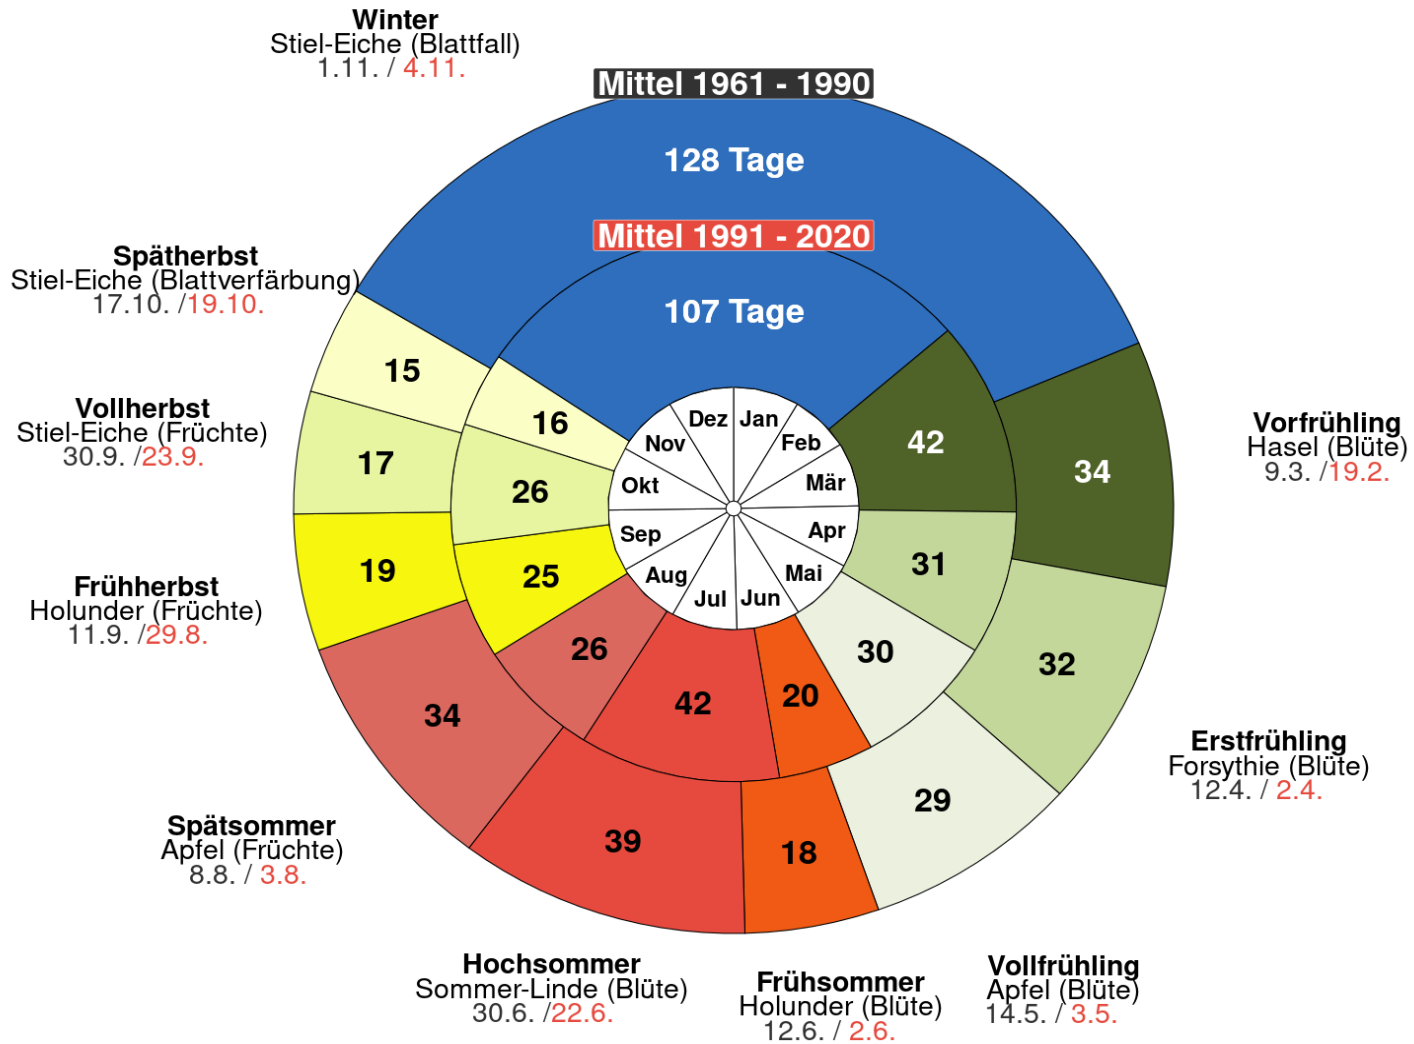 Winter
Stiel-Eiche (Blattfall)
1.11. / 4.11.
Mittel 1961 - 1990
128 Tage
Mittel 1991 - 2020
107 Tage
Spätherbst
Stiel-Eiche (Blattverfärbung)
17.10. /19.10.
15
16
Vollherbst
Stiel-Eiche (Früchte)
30.9. /23.9.
17
26
Frühherbst
Holunder (Früchte)
11.9. /29.8.
19
25
Dez
Jan
Nov
Feb
Okt
Mär
Sep
Apr
Aug
Mai
Jul
Jun
42
34
Vorfrühling
Hasel (Blüte)
9.3. /19.2.
31
32
Erstfrühling
Forsythie (Blüte)
12.4. / 2.4.
30
29
26
34
Spätsommer
Apfel (Früchte)
8.8. / 3.8.
42
39
20
18
Hochsommer
Sommer-Linde (Blüte)
30.6. /22.6.
Frühsommer
Holunder (Blüte)
12.6. / 2.6.
Vollfrühling
Apfel (Blüte)
14.5. / 3.5.